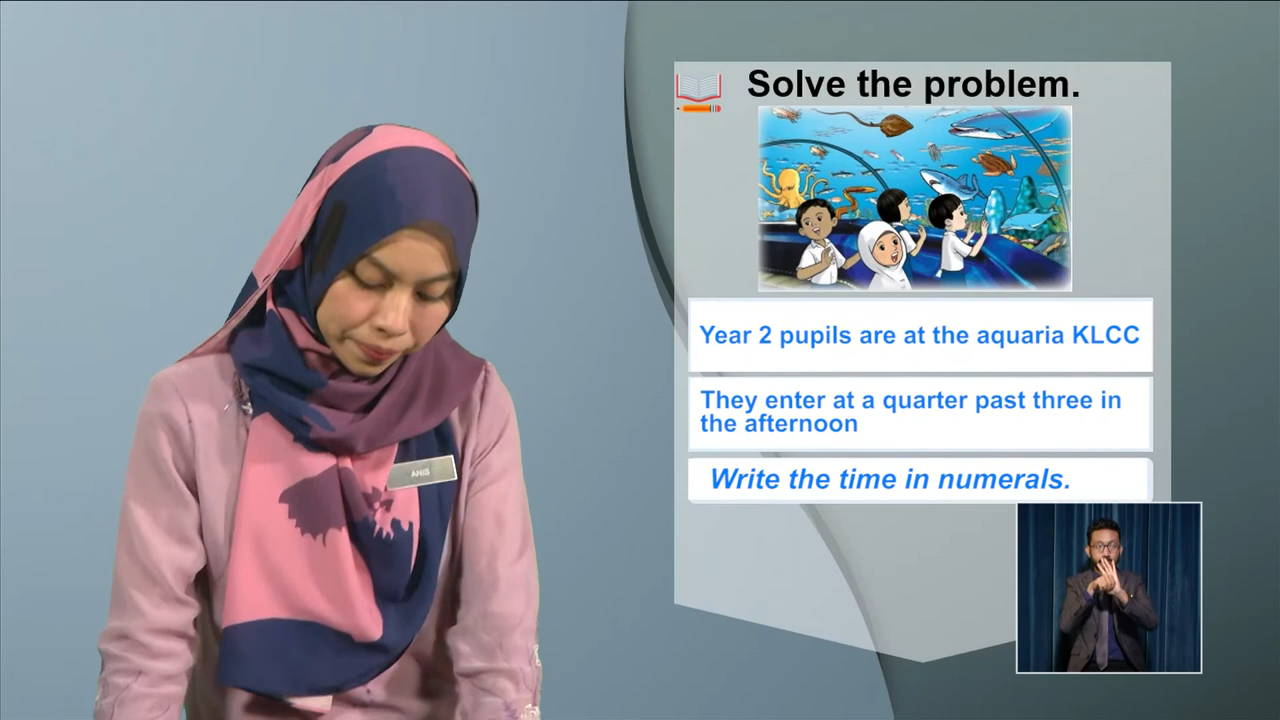 Solve the problem.
Year 2 pupils are at the aquaria KLCC
They enter at a quarter past three in
the afternoon
Write the time in numerals.
ANIS